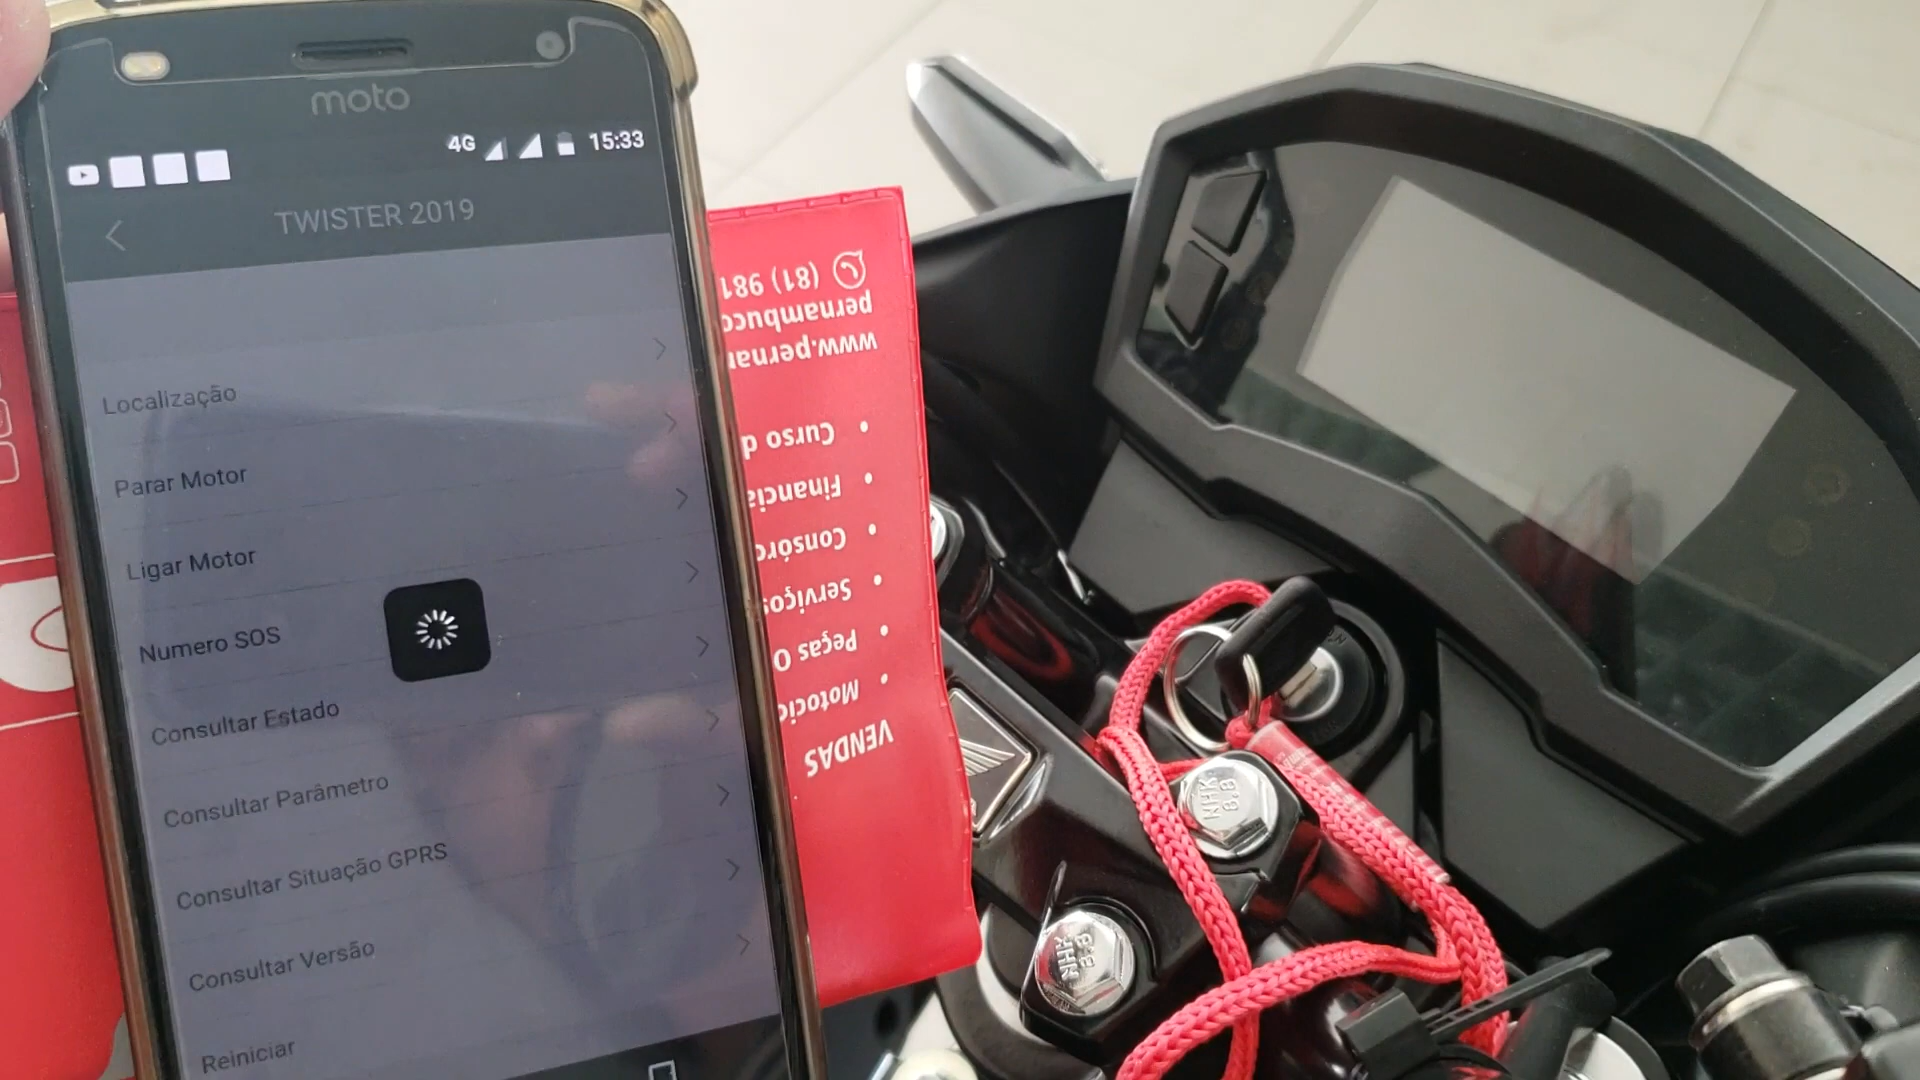 moto
4G 15:33
TWISTER 2019
Localização
Parar Motor
Ligar Motor
Numero SOS
Consultar Estado
Consultar Parâmetro
Consultar Situação GPRS
Consultar Versão
Reiniciar
VENDAS
• Motocic
• Peças O
• Serviços
• Consórc
• Financia
• Curso d
www.pernam
pernambuco
(81) 981
NHK
8.8
NHK
8.8